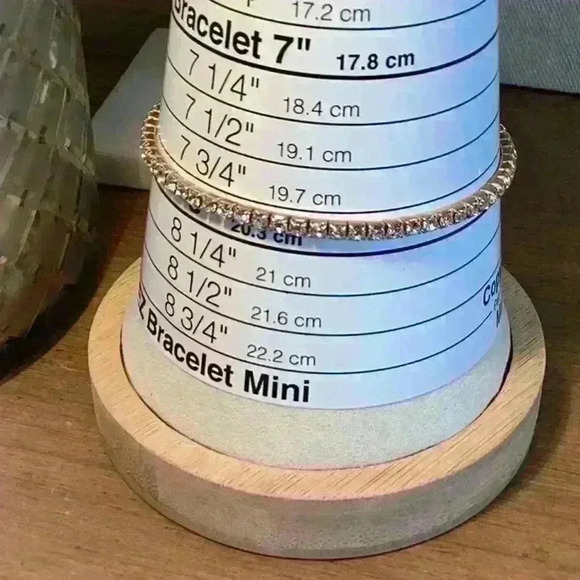 17.2 cm
Bracelet 7" 17.8 cm
7 1/4" 18.4 cm
7 1/2" 19.1 cm
7 3/4" 19.7 cm
20.3 cm
8 1/4" 21 cm
8 1/2" 21.6 cm
8 3/4" 22.2 cm
Bracelet Mini